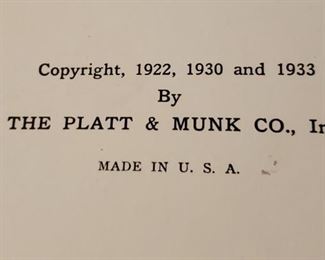 Copyright, 1922, 1930 and 1933
By
THE PLATT & MUNK CO., In
MADE IN U. S. A.